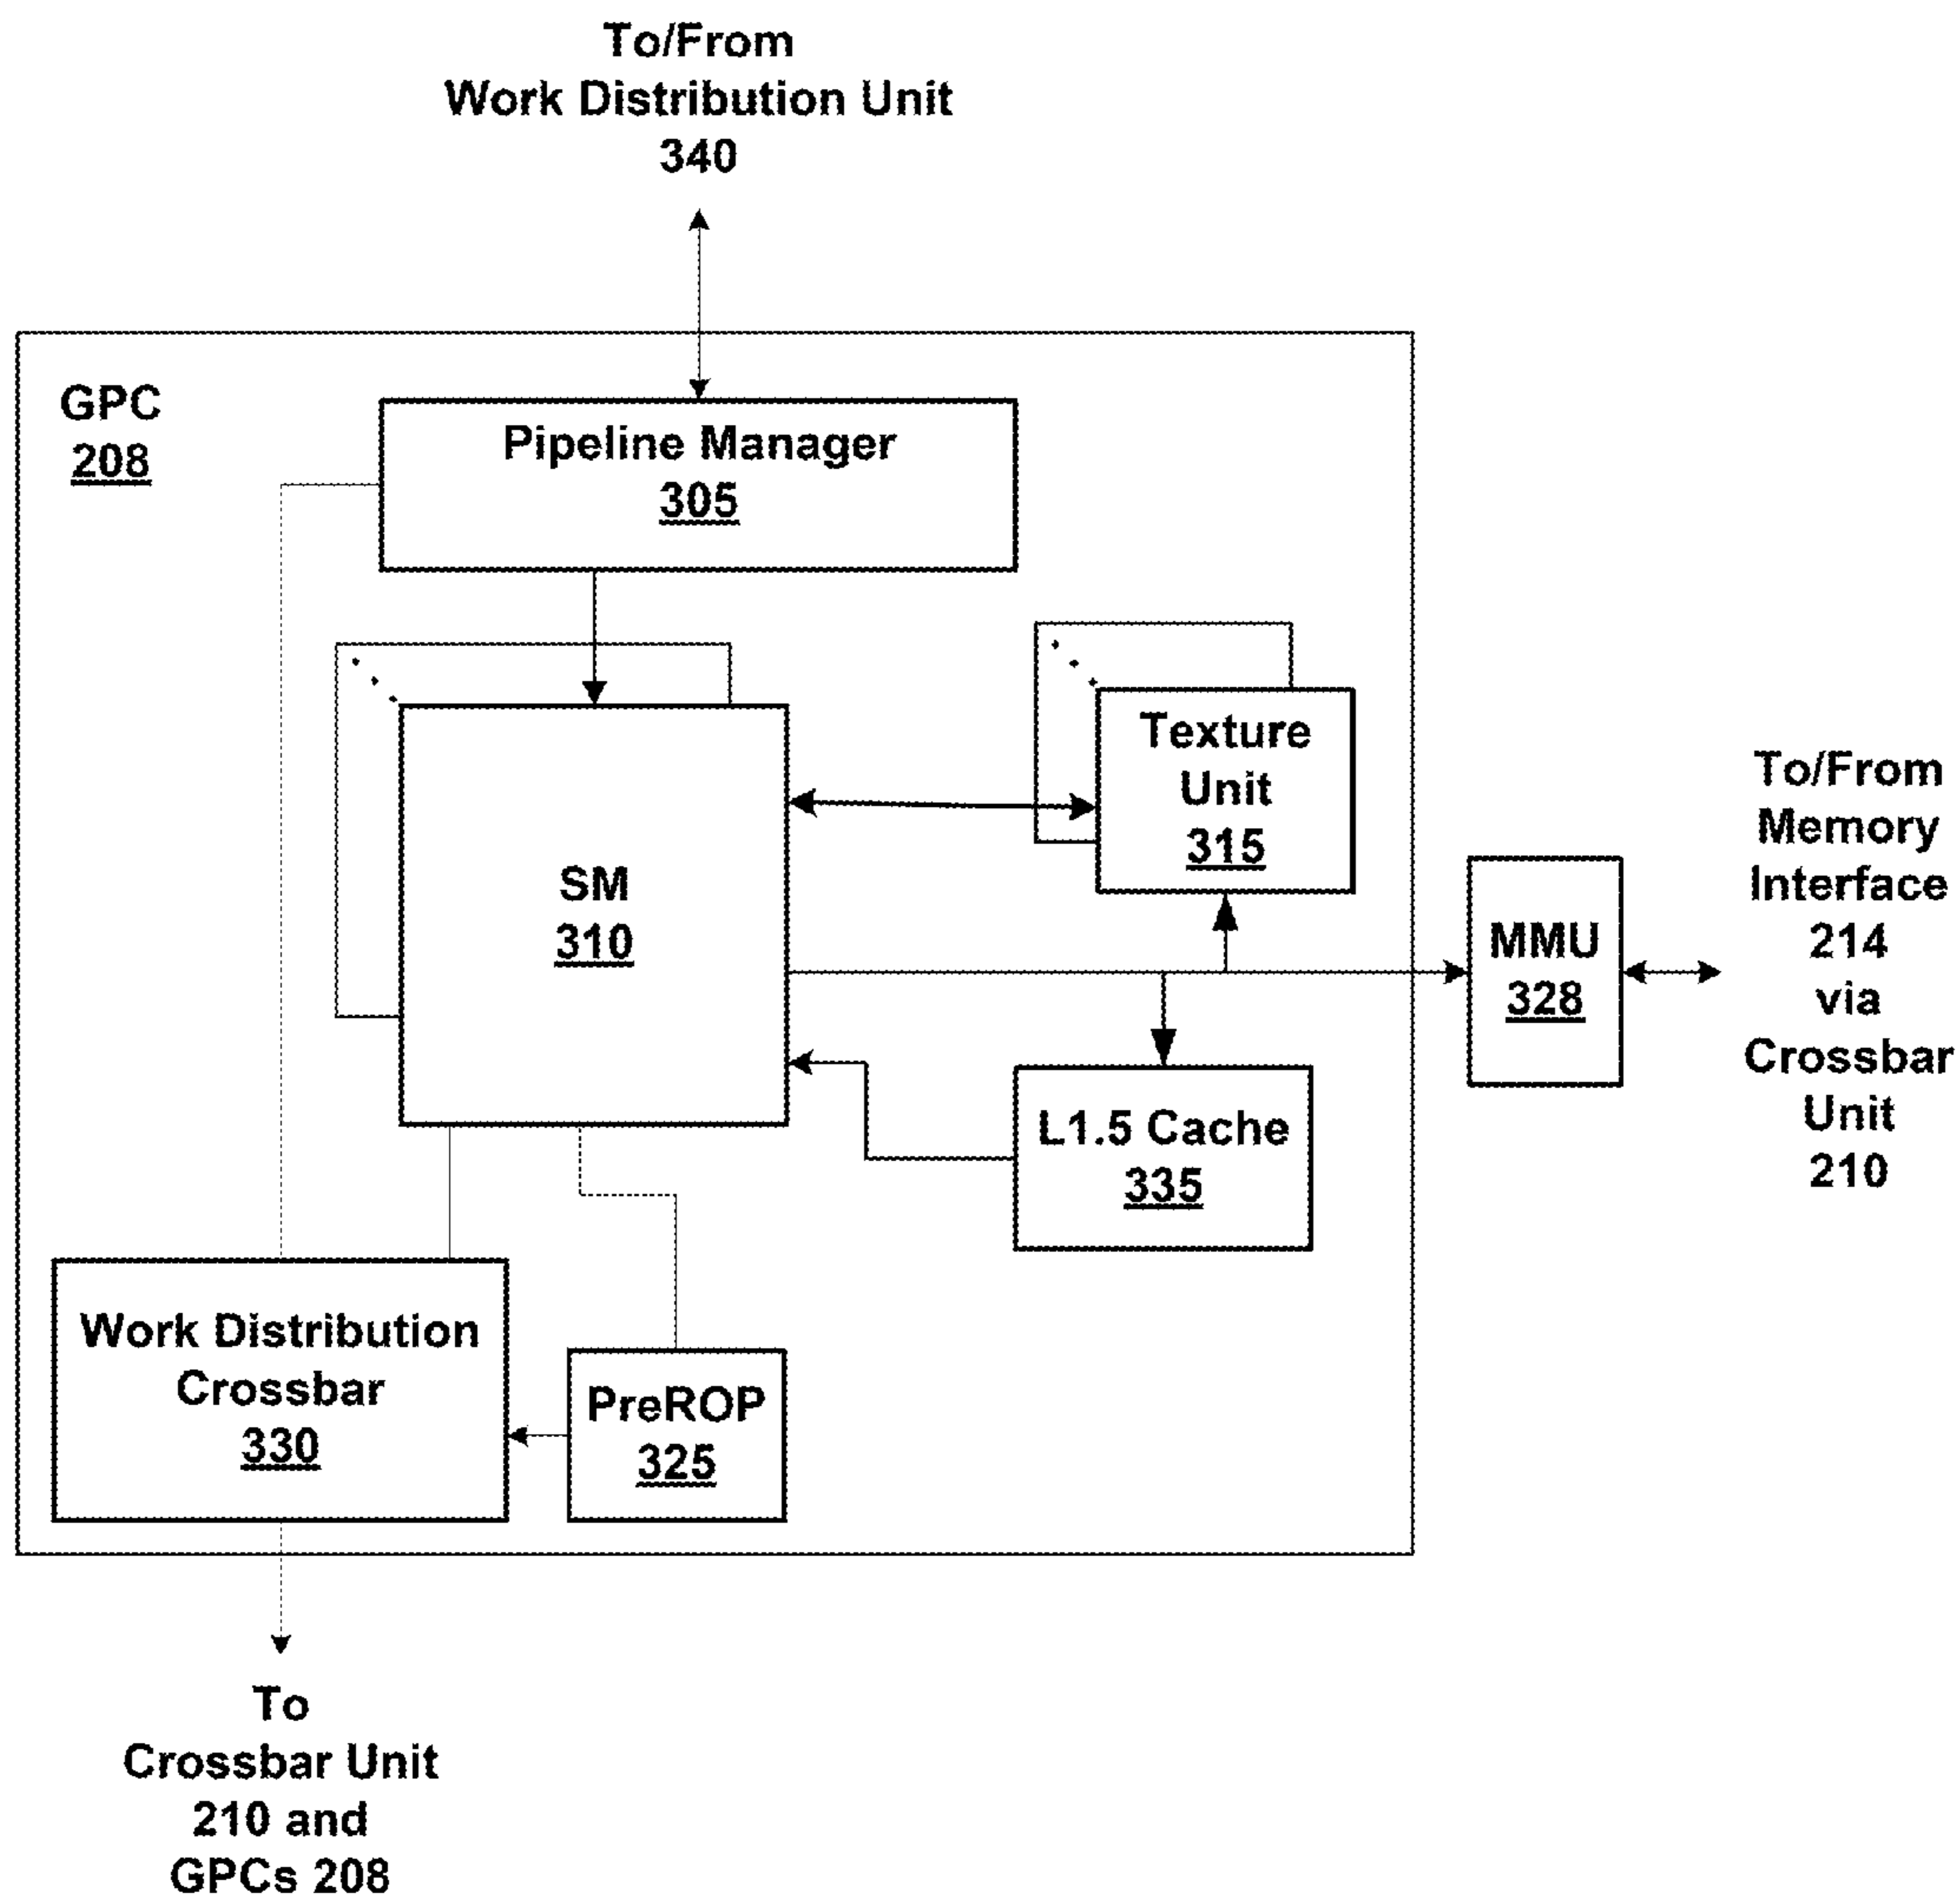 To/From
Work Distribution Unit
340
GPC
208
Pipeline Manager
305
Texture
Unit
315
SM
310
To/From
Memory
Interface
214
via
Crossbar
Unit
210
MMU
328
L1.5 Cache
335
Work Distribution
Crossbar
330
PreROP
325
To
Crossbar Unit
210 and
GPCs 208